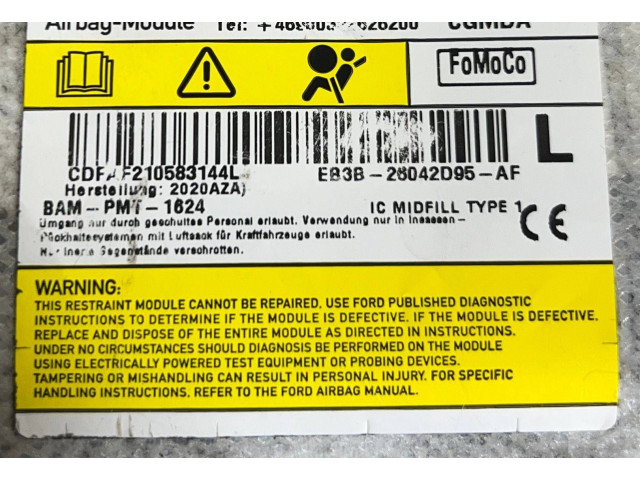 Airbag-Module Tel: CGMDA
FoMoCo
L
EB3B-26042D95-AF
Herstellung: 2020AZA)
BAM-PMT-1624 IC MIDFILL TYPE 1
CE
Umgang nur durch geschultes Personal erlaubt. Verwendung nur in Insassen-
mit Luftsack für Kraftfahrzeuge erlaubt.
verschrotten.
WARNING:
THIS RESTRAINT MODULE CANNOT BE REPAIRED. USE FORD PUBLISHED DIAGNOSTIC
INSTRUCTIONS TO DETERMINE IF THE MODULE IS DEFECTIVE. IF THE MODULE IS DEFECTIVE.
REPLACE AND DISPOSE OF THE ENTIRE MODULE AS DIRECTED IN INSTRUCTIONS.
UNDER NO CIRCUMSTANCES SHOULD DIAGNOSIS BE PERFORMED ON THE MODULE
USING ELECTRICALLY POWERED TEST EQUIPMENT OR PROBING DEVICES.
TAMPERING OR MISHANDLING CAN RESULT IN PERSONAL INJURY. FOR SPECIFIC
HANDLING INSTRUCTIONS. REFER TO THE FORD AIRBAG MANUAL.